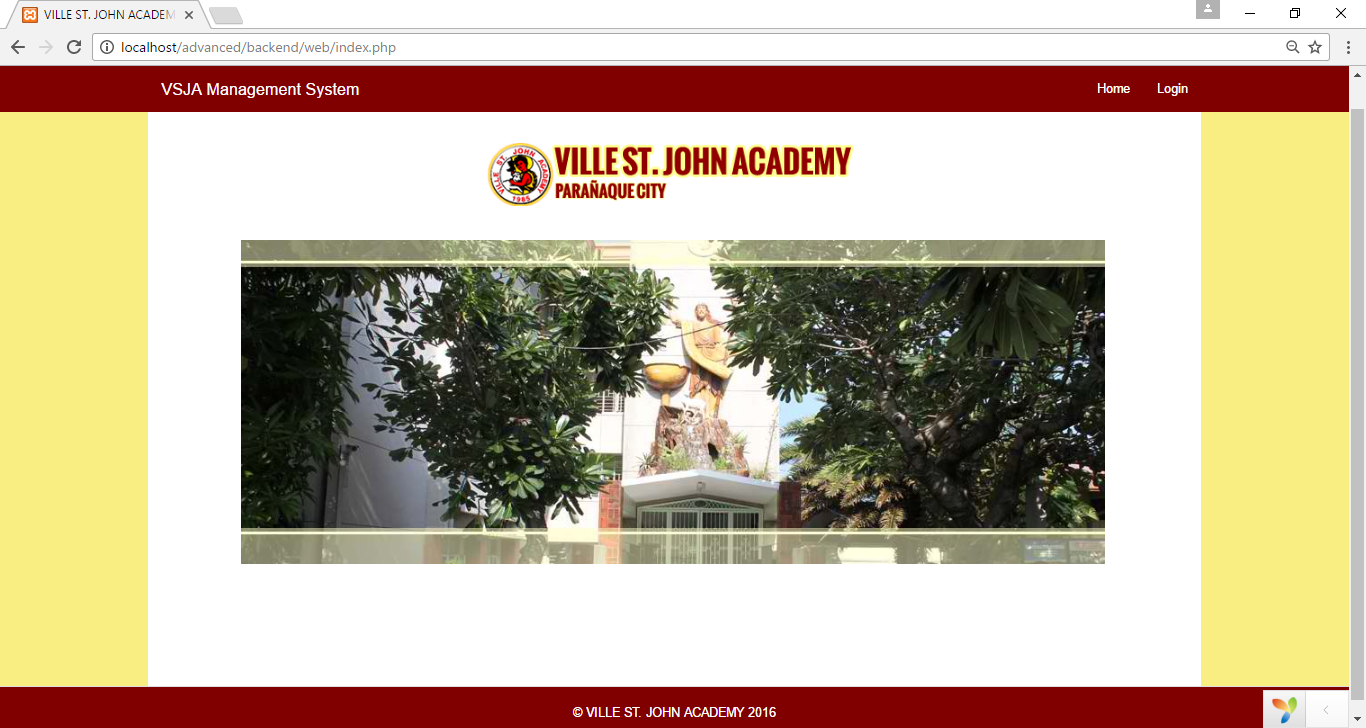 VILLE ST. JOHN ACADEM
localhost/advanced/backend/web/index.php
VSJA Management System
Home
Login
VILLE ST. JOHN ACADEMY
1985
VILLE ST. JOHN ACADEMY
PARAÑAQUE CITY
© VILLE ST. JOHN ACADEMY 2016